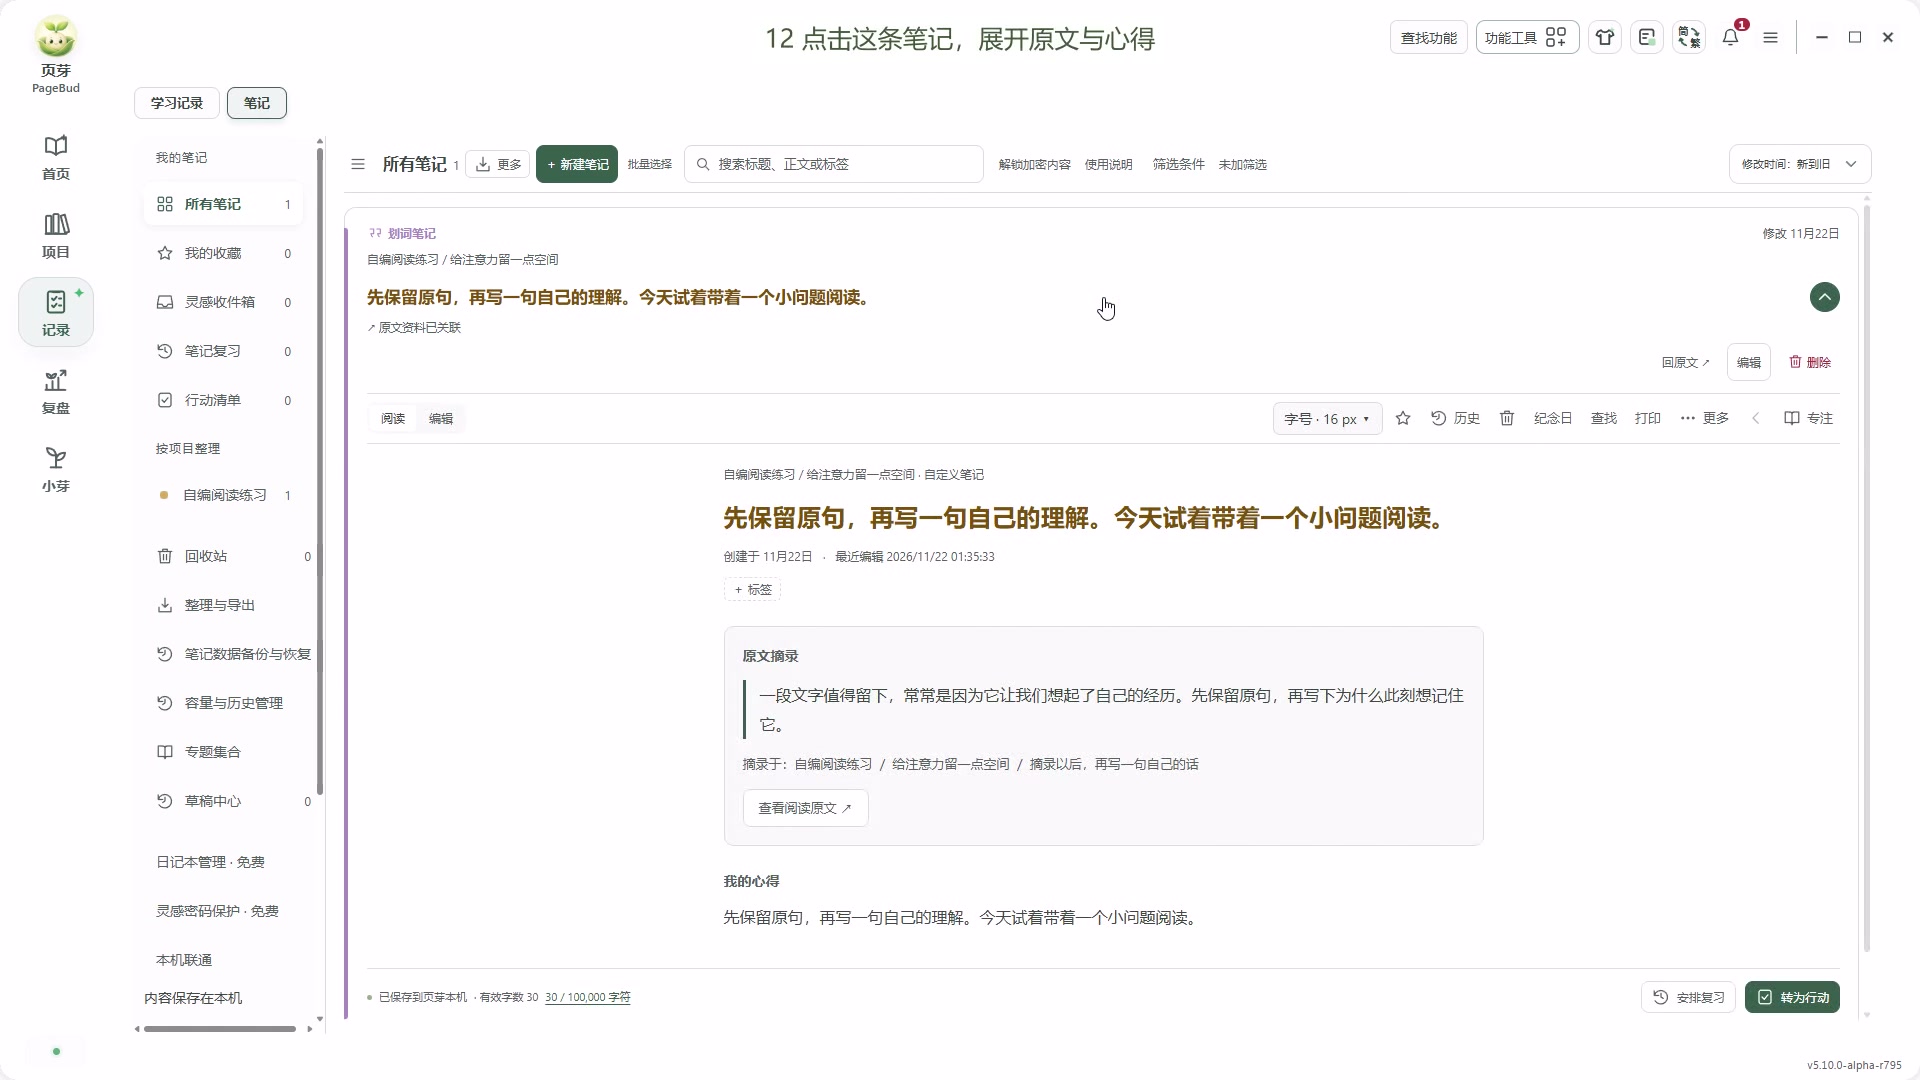 12 点击这条笔记，展开原文与心得
查找功能
功能工具
简
繁
1
页芽
PageBud
首页
项目
记录
复盘
小芽
学习记录
笔记
我的笔记
所有笔记 1
我的收藏 0
灵感收件箱 0
笔记复习 0
行动清单 0
按项目整理
自编阅读练习 1
回收站 0
整理与导出
笔记数据备份与恢复
容量与历史管理
专题集合
草稿中心 0
日记本管理 · 免费
灵感密码保护 · 免费
本机联通
内容保存在本机
所有笔记 1
更多
+ 新建笔记
批量选择
搜索标题、正文或标签
解锁加密内容
使用说明
筛选条件
未加筛选
修改时间：新到旧
划词笔记
修改 11月22日
自编阅读练习 / 给注意力留一点空间
先保留原句，再写一句自己的理解。今天试着带着一个小问题阅读。
↗ 原文资料已关联
回原文 ↗
编辑
删除
阅读
编辑
字号 · 16 px ▾
历史
纪念日
查找
打印
··· 更多
专注
自编阅读练习 / 给注意力留一点空间 · 自定义笔记
先保留原句，再写一句自己的理解。今天试着带着一个小问题阅读。
创建于 11月22日 · 最近编辑 2026/11/22 01:35:33
+ 标签
原文摘录
一段文字值得留下，常常是因为它让我们想起了自己的经历。先保留原句，再写下为什么此刻想记住
它。
摘录于：自编阅读练习 / 给注意力留一点空间 / 摘录以后，再写一句自己的话
查看阅读原文 ↗
我的心得
先保留原句，再写一句自己的理解。今天试着带着一个小问题阅读。
已保存到页芽本机 · 有效字数 30 30 / 100,000 字符
安排复习
转为行动
v5.10.0-alpha-r795